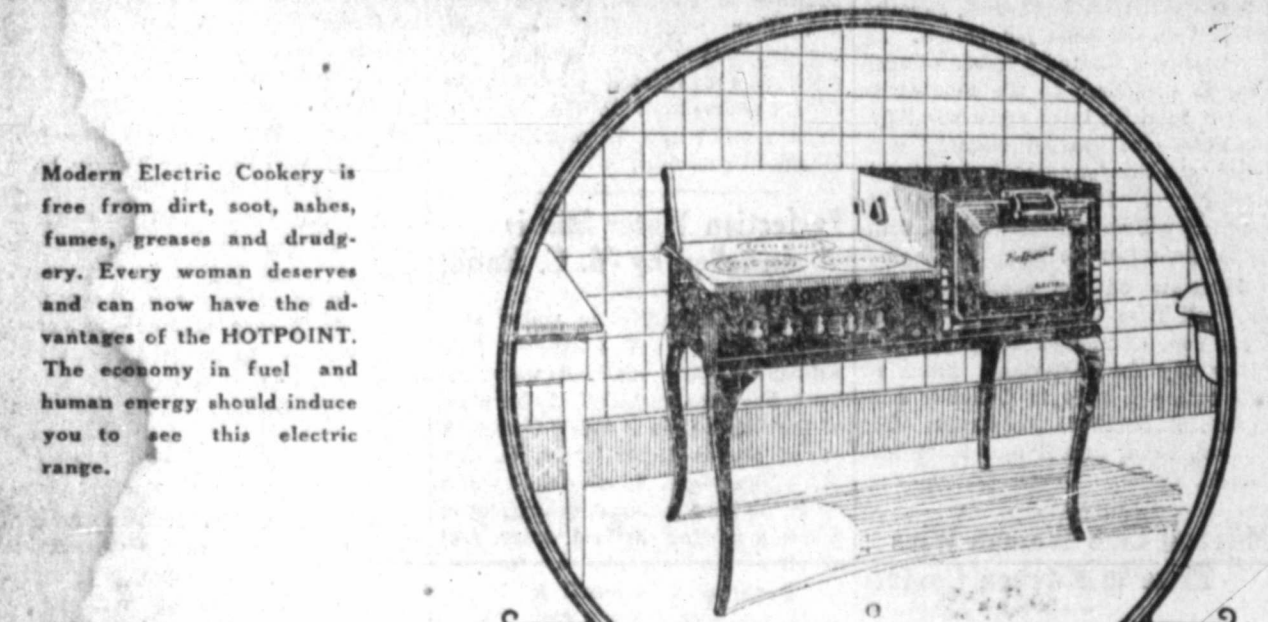 Modern Electric Cookery is
free from dirt, soot, ashes,
fumes, greases and drudg-
ery. Every woman deserves
and can now have the ad-
vantages of the HOTPOINT.
The economy in fuel and
human energy should induce
you to see this electric
range.
Hotpoint